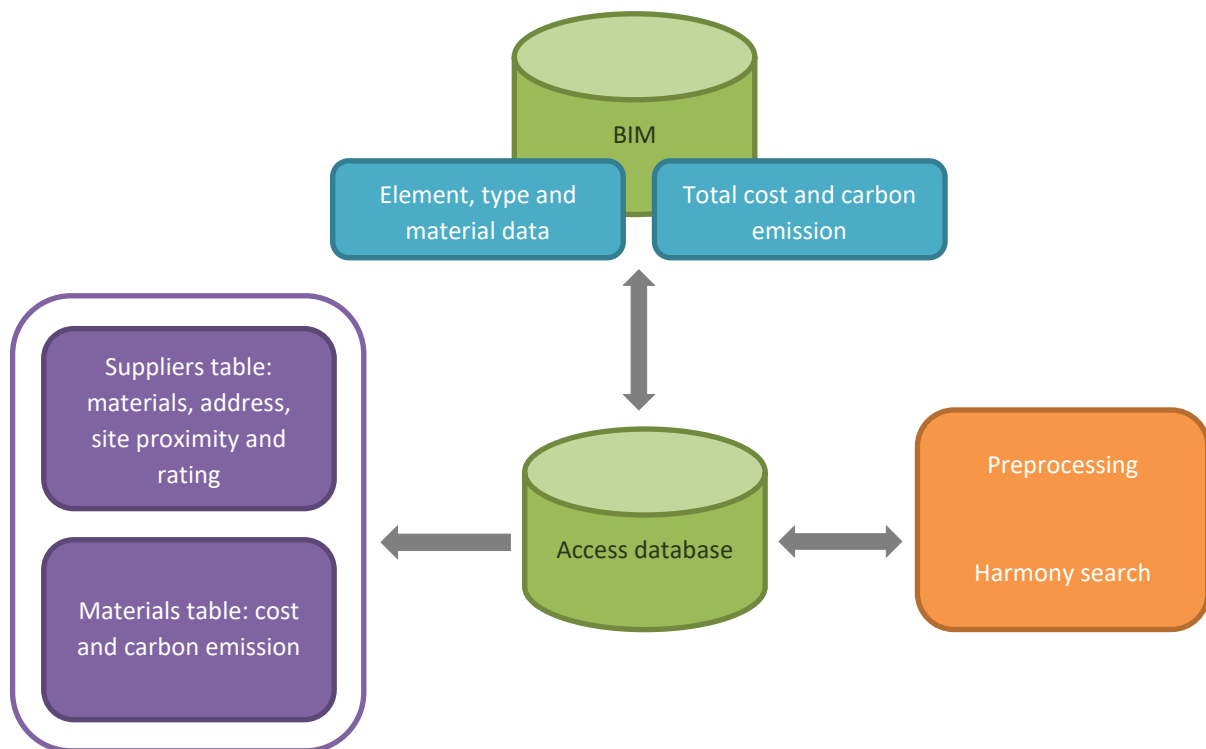 BIM
Element, type and
material data
Total cost and carbon
emission
Suppliers table:
materials, address,
site proximity and
rating
Materials table: cost
and carbon emission
Access database
Preprocessing
Harmony search